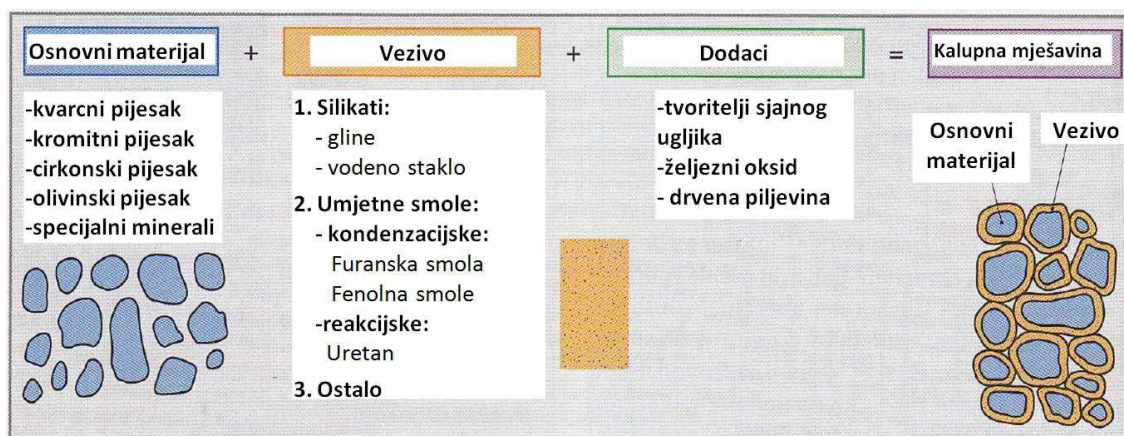 Osnovni materijal + Vezivo + Dodaci = Kalupna mješavina
-kvarcni pijesak
-kromitni pijesak
-cirkonski pijesak
-olivinski pijesak
-specijalni minerali
1. Silikati:
- gline
- vodeno staklo
2. Umjetne smole:
- kondenzacijske:
Furanska smola
Fenolna smole
-reakcijske:
Uretan
3. Ostalo
-tvoritelji sjajnog
ugljika
-željezni oksid
- drvena piljevina
Osnovni
materijal
Vezivo